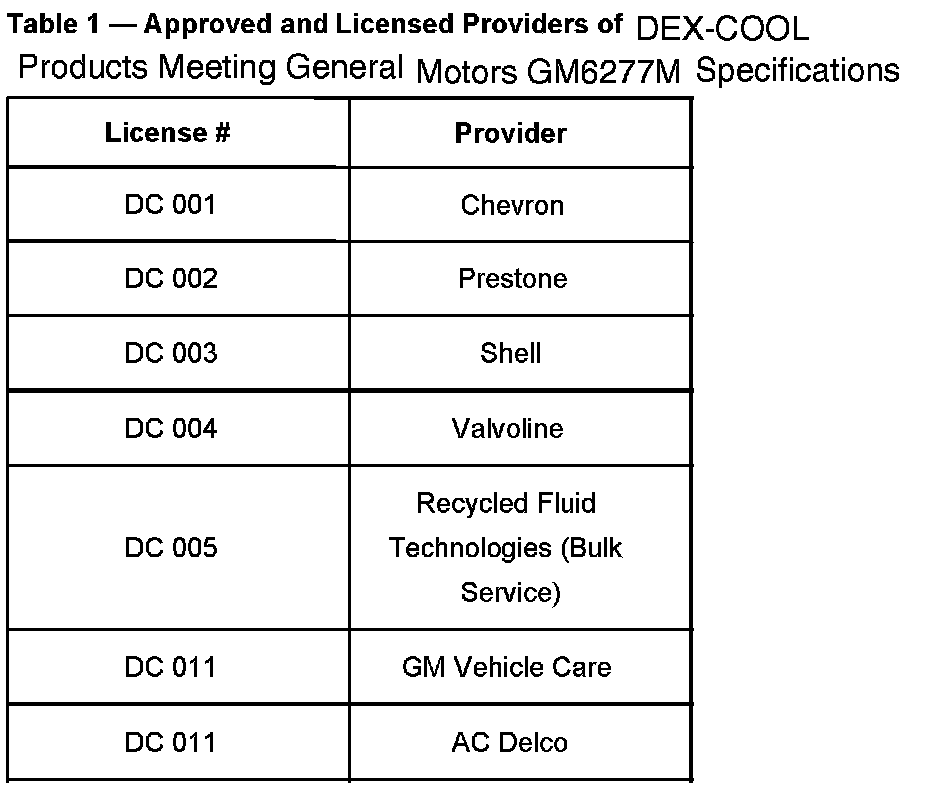 Table 1 — Approved and Licensed Providers of DEX-COOL
Products Meeting General Motors GM6277M Specifications
License # Provider
DC 001 Chevron
DC 002 Prestone
DC 003 Shell
DC 004 Valvoline
DC 005 Recycled Fluid
Technologies (Bulk
Service)
DC 011 GM Vehicle Care
DC 011 AC Delco